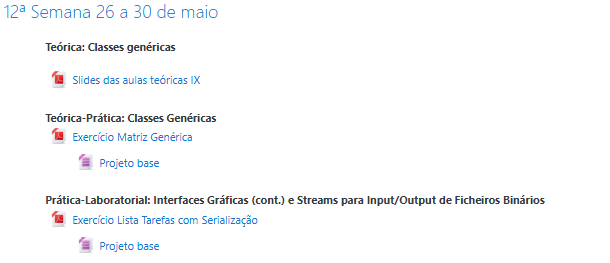 12ª Semana 26 a 30 de maio
Teórica: Classes genéricas
Slides das aulas teóricas IX
Teórica-Prática: Classes Genéricas
Exercício Matriz Genérica
Projeto base
Prática-Laboratorial: Interfaces Gráficas (cont.) e Streams para Input/Output de Ficheiros Binários
Exercício Lista Tarefas com Serialização
Projeto base